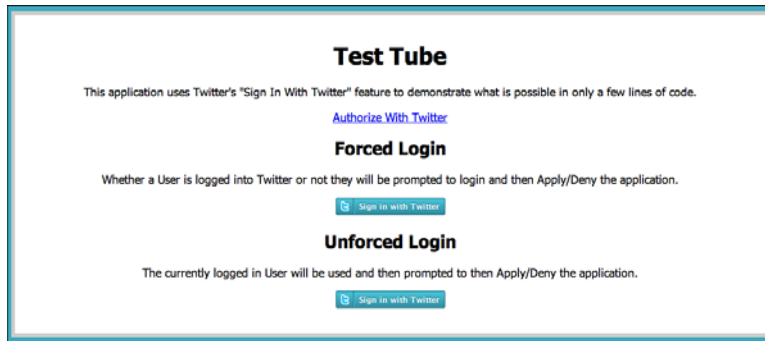 Test Tube
This application uses Twitter's "Sign In With Twitter" feature to demonstrate what is possible in only a few lines of code.
Authorize With Twitter
Forced Login
Whether a User is logged into Twitter or not they will be prompted to login and then Apply/Deny the application.
Sign in with Twitter
Unforced Login
The currently logged in User will be used and then prompted to then Apply/Deny the application.
Sign in with Twitter